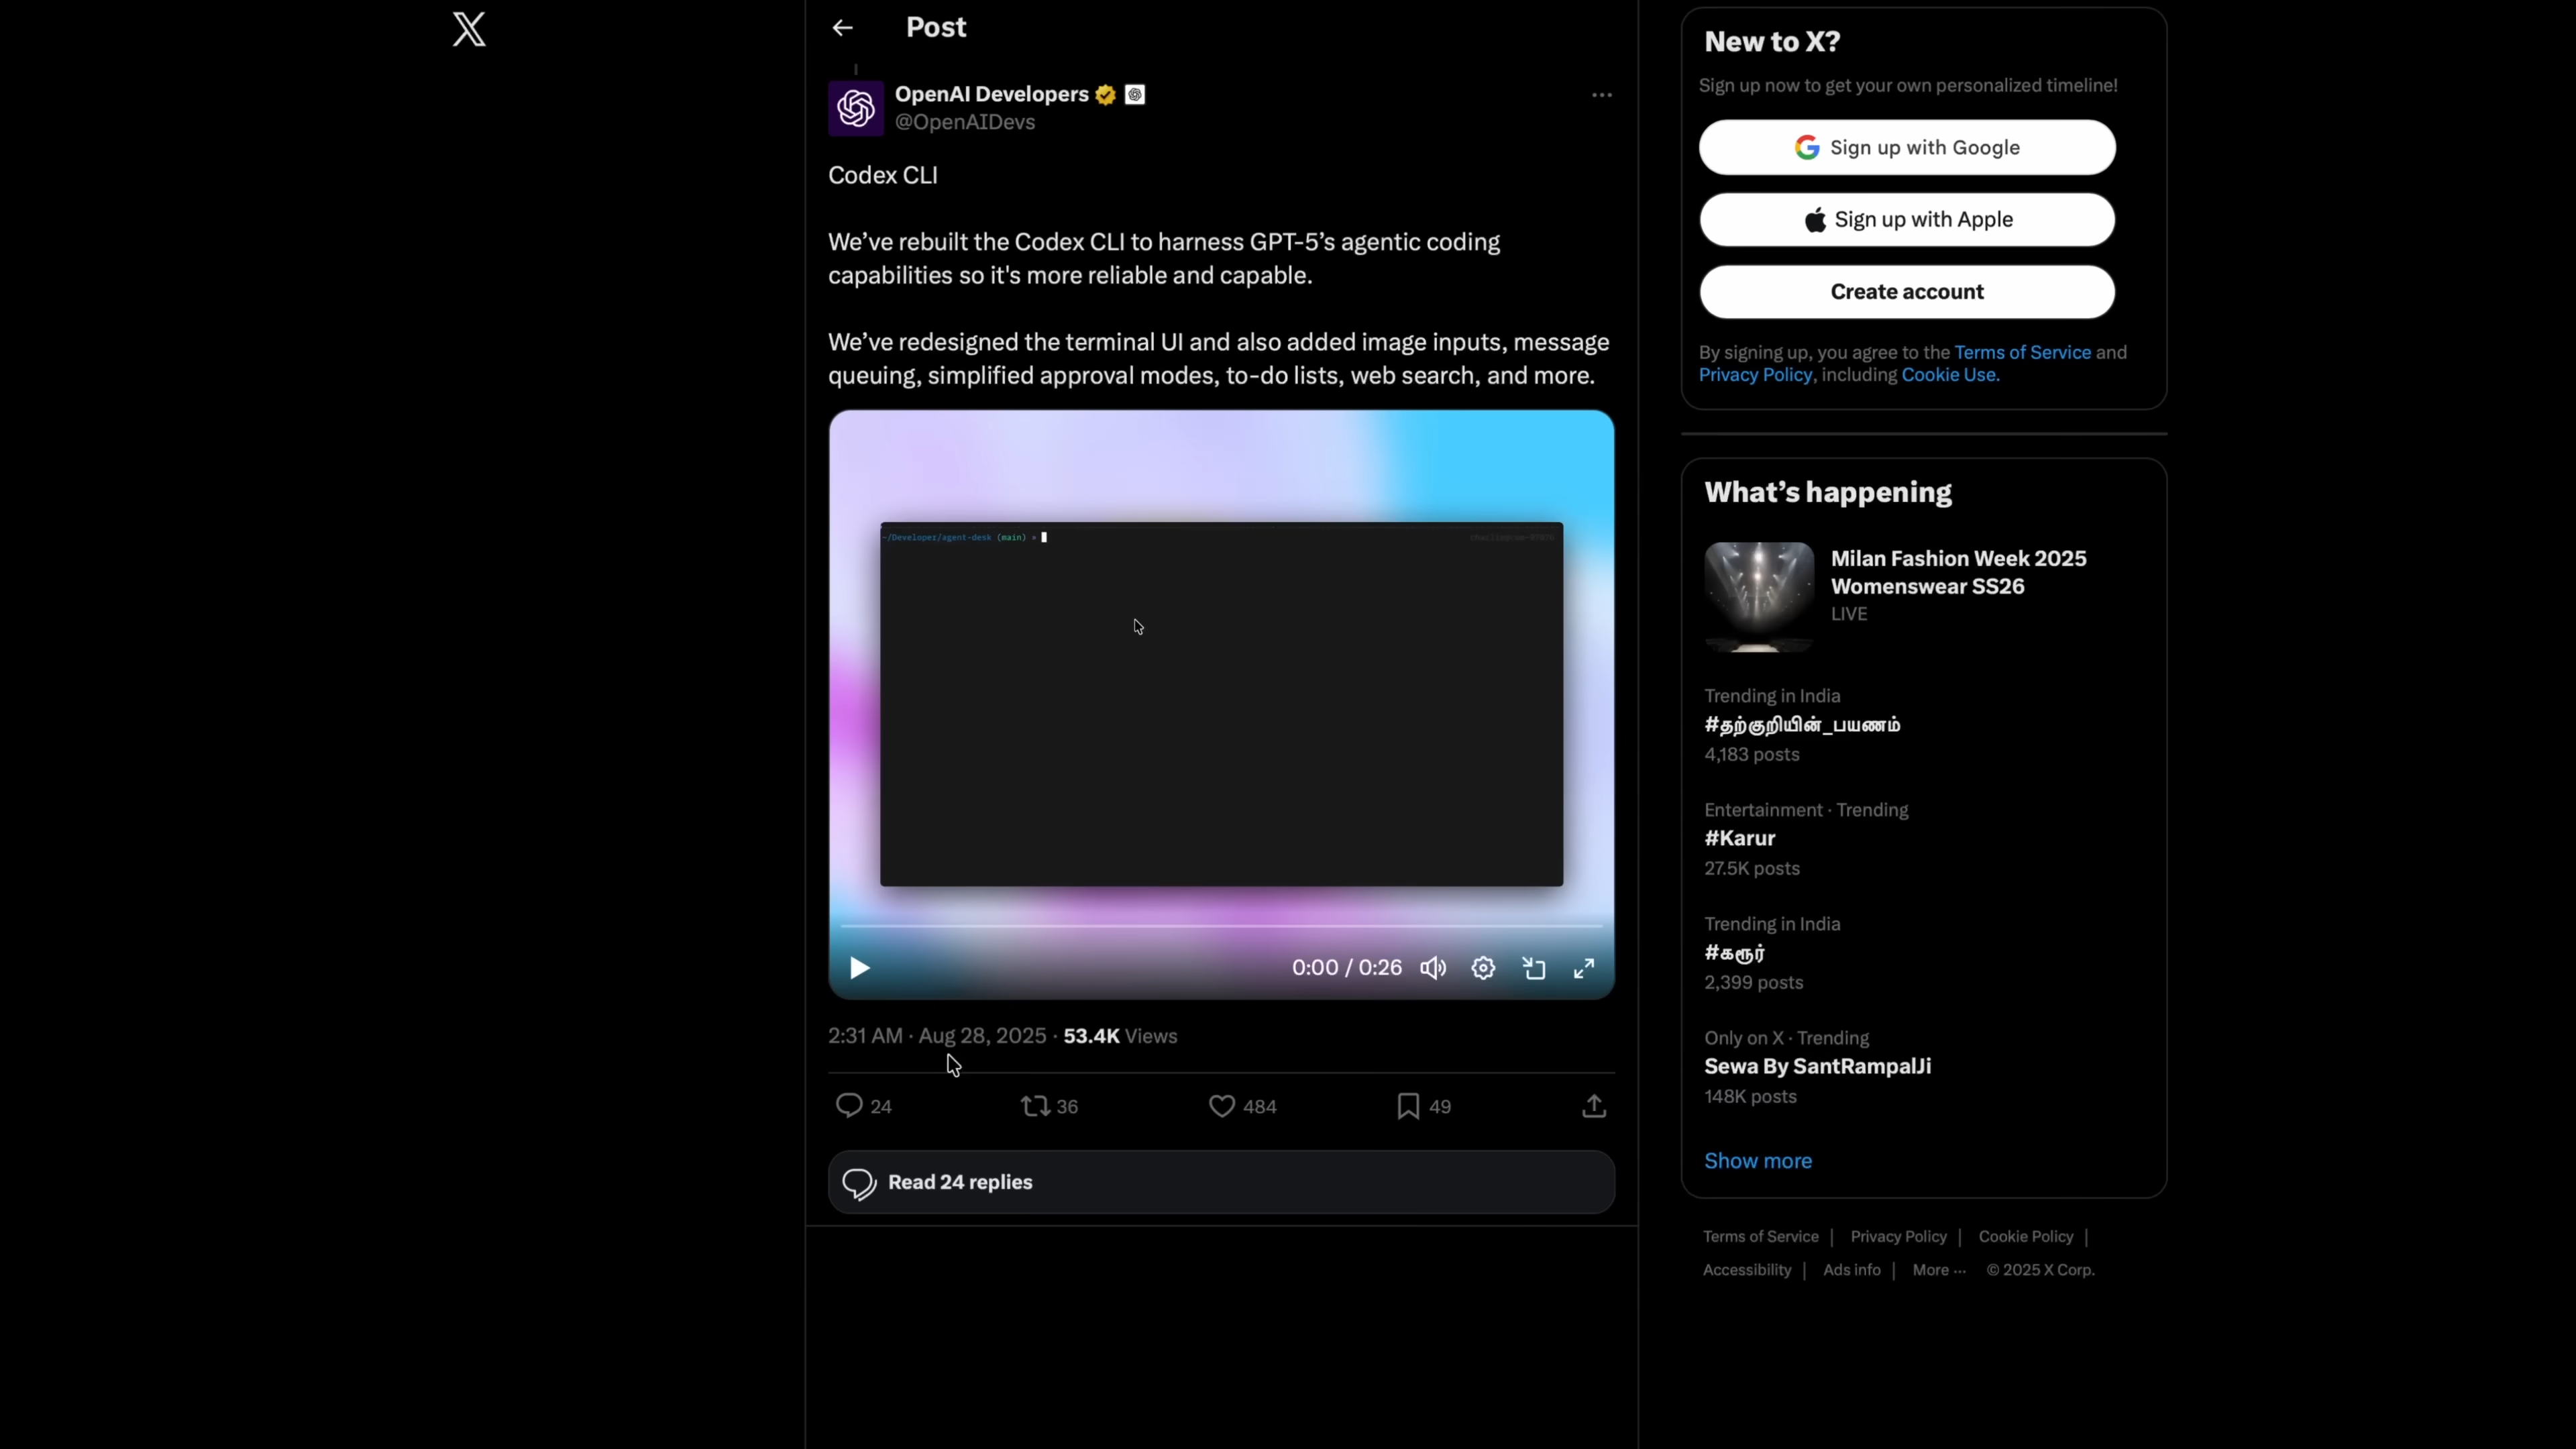 Post
OpenAI Developers
@OpenAIDevs
Codex CLI
We’ve rebuilt the Codex CLI to harness GPT-5’s agentic coding
capabilities so it's more reliable and capable.
We’ve redesigned the terminal UI and also added image inputs, message
queuing, simplified approval modes, to-do lists, web search, and more.
~/Developer/agent-desk (main) »
0:00 / 0:26
2:31 AM · Aug 28, 2025 · 53.4K Views
24 36 484 49
Read 24 replies
New to X?
Sign up now to get your own personalized timeline!
Sign up with Google
Sign up with Apple
Create account
By signing up, you agree to the Terms of Service and
Privacy Policy, including Cookie Use.
What’s happening
Milan Fashion Week 2025
Womenswear SS26
LIVE
Trending in India
#தற்குறியின்_பயணம்
4,183 posts
Entertainment · Trending
#Karur
27.5K posts
Trending in India
#கரூர்
2,399 posts
Only on X · Trending
Sewa By SantRampalJi
148K posts
Show more
Terms of Service | Privacy Policy | Cookie Policy |
Accessibility | Ads info | More ··· © 2025 X Corp.